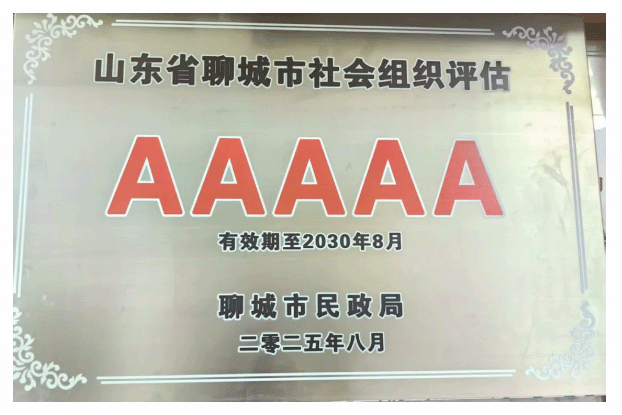 山东省聊城市社会组织评估
AAAAA
有效期至2030年8月
聊城市民政局
二零二五年八月